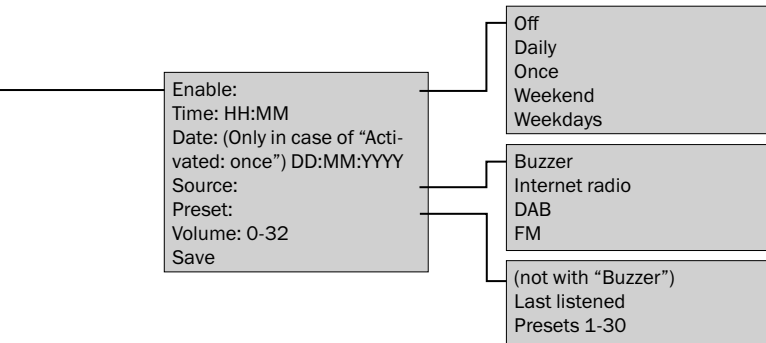 Enable:
Time: HH:MM
Date: (Only in case of “Acti-
vated: once”) DD:MM:YYYY
Source:
Preset:
Volume: 0-32
Save
Off
Daily
Once
Weekend
Weekdays
Buzzer
Internet radio
DAB
FM
(not with “Buzzer”)
Last listened
Presets 1-30